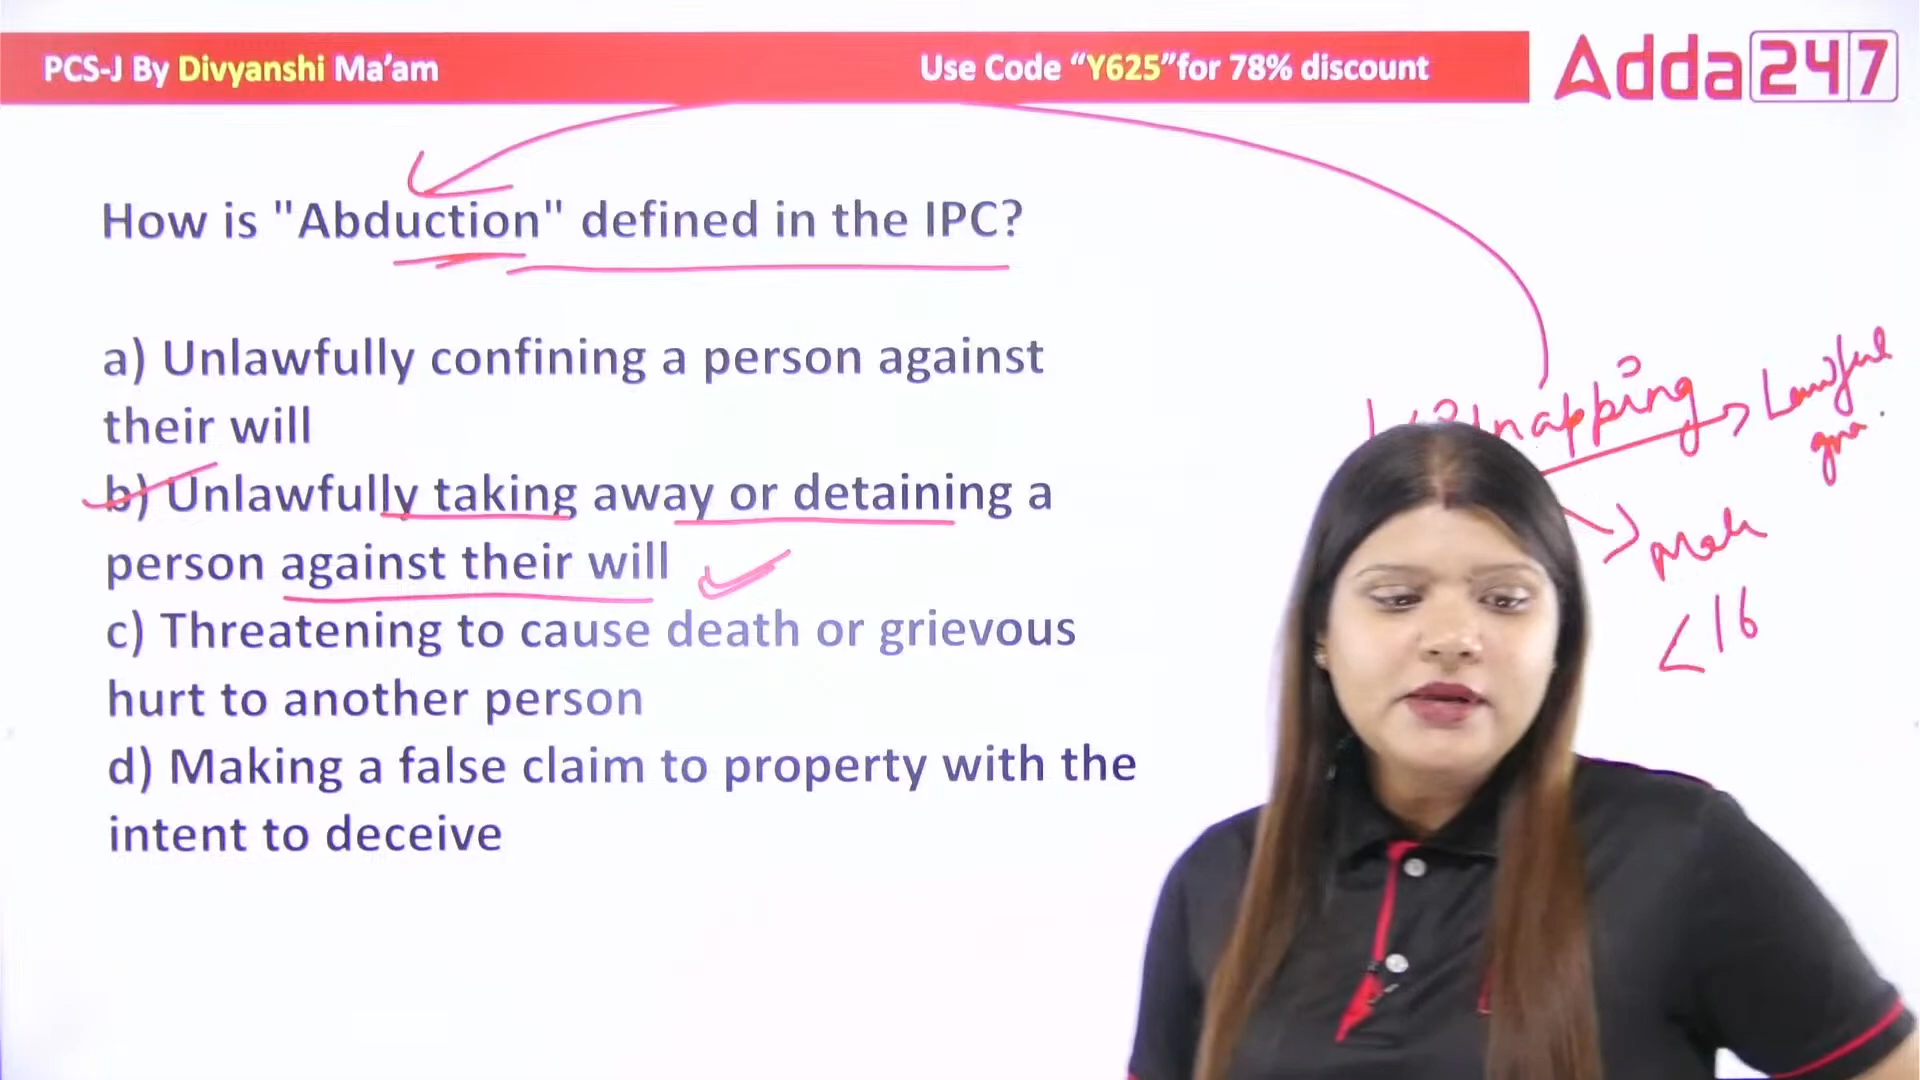 PCS-J By Divyanshi Ma’am
Use Code “Y625”for 78% discount
Adda247
How is "Abduction" defined in the IPC?
a) Unlawfully confining a person against
their will
b) Unlawfully taking away or detaining a
person against their will
c) Threatening to cause death or grievous
hurt to another person
d) Making a false claim to property with the
intent to deceive
Lawful
Male
<16